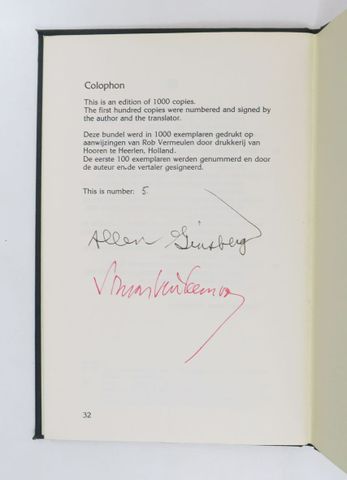 Colophon
This is an edition of 1000 copies.
The first hundred copies were numbered and signed by
the author and the translator.
Deze bundel werd in 1000 exemplaren gedrukt op
aanwijzingen van Rob Vermeulen door drukkerij van
Hooren te Heerlen, Holland.
De eerste 100 exemplaren werden genummerd en door
de auteur en de vertaler gesigneerd.
This is number: 5
Allen Ginsberg
32